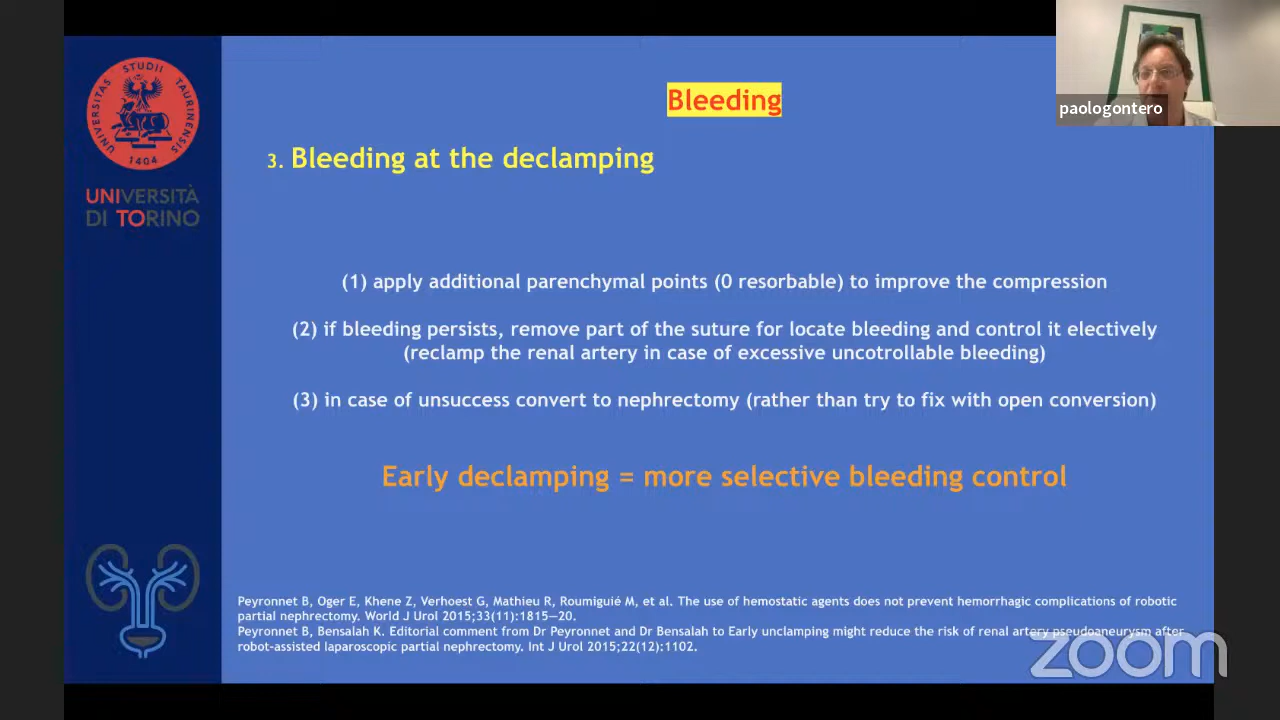 Bleeding
paologontero
3. Bleeding at the declamping
UNIVERSITAS STUDII TAURINENSIS
1404
UNIVERSITÀ
DI TORINO
(1) apply additional parenchymal points (0 resorbable) to improve the compression
(2) if bleeding persists, remove part of the suture for locate bleeding and control it electively
(reclamp the renal artery in case of excessive uncotrollable bleeding)
(3) in case of unsuccess convert to nephrectomy (rather than try to fix with open conversion)
Early declamping = more selective bleeding control
Peyronnet B, Oger E, Khene Z, Verhoest G, Mathieu R, Roumiguié M, et al. The use of hemostatic agents does not prevent hemorrhagic complications of robotic
partial nephrectomy. World J Urol 2015;33(11):1815—20.
Peyronnet B, Bensalah K. Editorial comment from Dr Peyronnet and Dr Bensalah to Early unclamping might reduce the risk of renal artery pseudoaneurysm after
robot-assisted laparoscopic partial nephrectomy. Int J Urol 2015;22(12):1102.
zoom